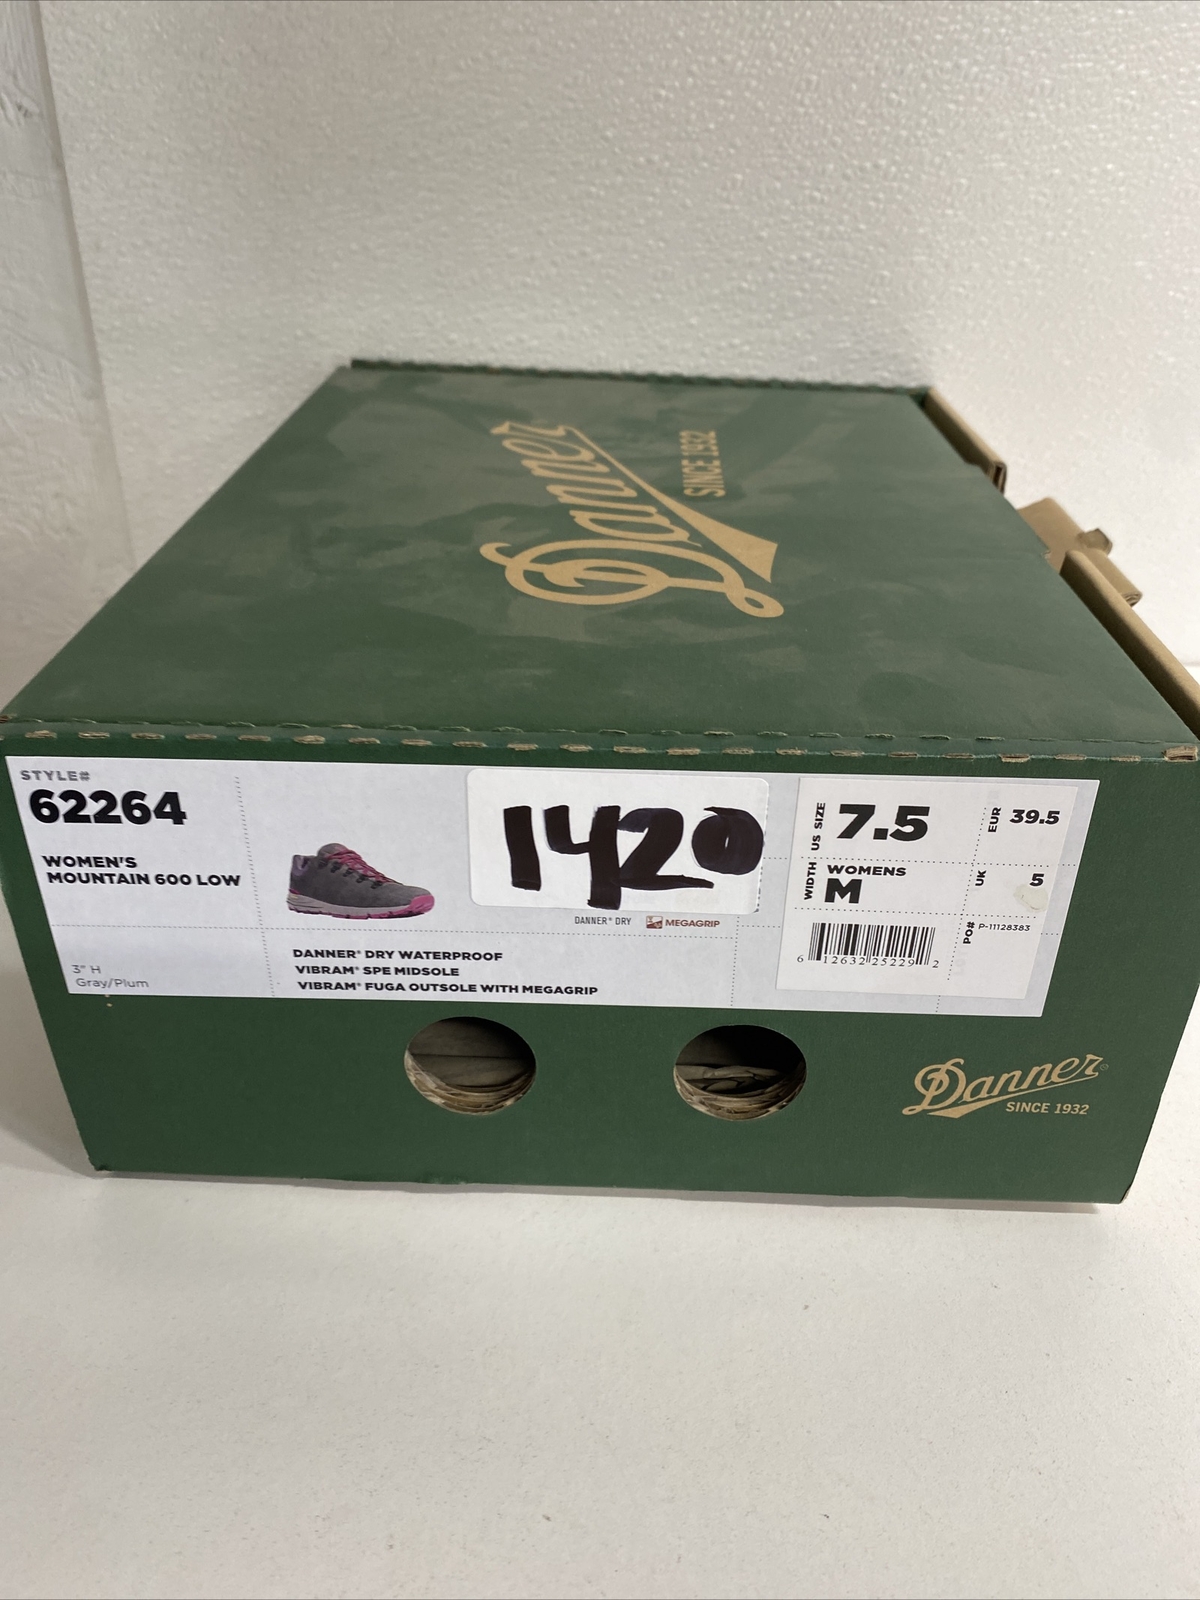 Danner
SINCE 1932
STYLE#
62264
WOMEN'S
MOUNTAIN 600 LOW
3" H
Gray/Plum
1420
DANNER® DRY
MEGAGRIP
DANNER® DRY WATERPROOF
VIBRAM® SPE MIDSOLE
VIBRAM® FUGA OUTSOLE WITH MEGAGRIP
US SIZE 7.5
EUR 39.5
WIDTH WOMENS
M
UK 5
PO# P-11128383
6 12632 25229 2
Danner®
SINCE 1932